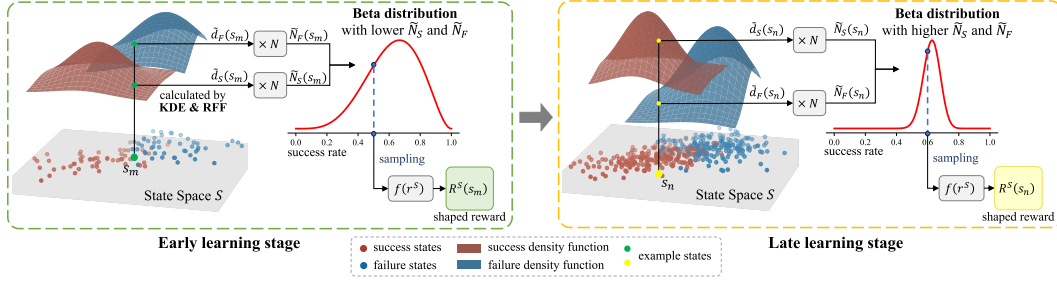 Beta distribution
with lower Ñ_S and Ñ_F
d̃_F(s_m)
× N
Ñ_F(s_m)
d̃_S(s_m)
× N
Ñ_S(s_m)
calculated by
KDE & RFF
0.0 0.2 0.4 0.6 0.8 1.0
success rate
sampling
s_m
State Space S
f(r^S)
R^S(s_m)
shaped reward
Early learning stage
Beta distribution
with higher Ñ_S and Ñ_F
d̃_S(s_n)
× N
Ñ_S(s_n)
d̃_F(s_n)
× N
Ñ_F(s_n)
0.0 0.2 0.4 0.6 0.8 1.0
success rate
sampling
s_n
State Space S
f(r^S)
R^S(s_n)
shaped reward
Late learning stage
success states
success density function
example states
failure states
failure density function